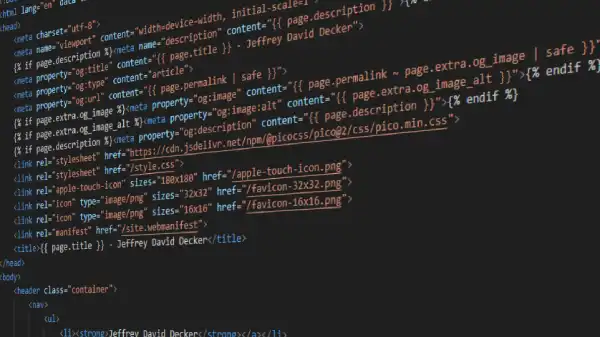 <html lang="en" data
<head>
<meta charset="utf-8">
<meta name="viewport" content="width=device-width, initial-scale=1
{% if page.description %}<meta name="description" content="{{ page.description }}">{%
<meta property="og:title" content="{{ page.title }} - Jeffrey David Decker">
<meta property="og:type" content="article">
<meta property="og:url" content="{{ page.permalink | safe }}">
{% if page.extra.og_image %}<meta property="og:image" content="{{ page.permalink ~ page.extra.og_image | safe }}"
{% if page.extra.og_image_alt %}<meta property="og:image:alt" content="{{ page.extra.og_image_alt }}">{% endif %}
{% if page.description %}<meta property="og:description" content="{{ page.description }}">{% endif %}
<link rel="stylesheet" href="https://cdn.jsdelivr.net/npm/@picocss/pico@2/css/pico.min.css">
<link rel="stylesheet" href="/style.css">
<link rel="apple-touch-icon" sizes="180x180" href="/apple-touch-icon.png">
<link rel="icon" type="image/png" sizes="32x32" href="/favicon-32x32.png">
<link rel="icon" type="image/png" sizes="16x16" href="/favicon-16x16.png">
<link rel="manifest" href="/site.webmanifest">
<title>{{ page.title }} - Jeffrey David Decker</title>
</head>
<body>
<header class="container">
<nav>
<ul>
<li><strong>Jeffrey David Decker</strong></a></li>